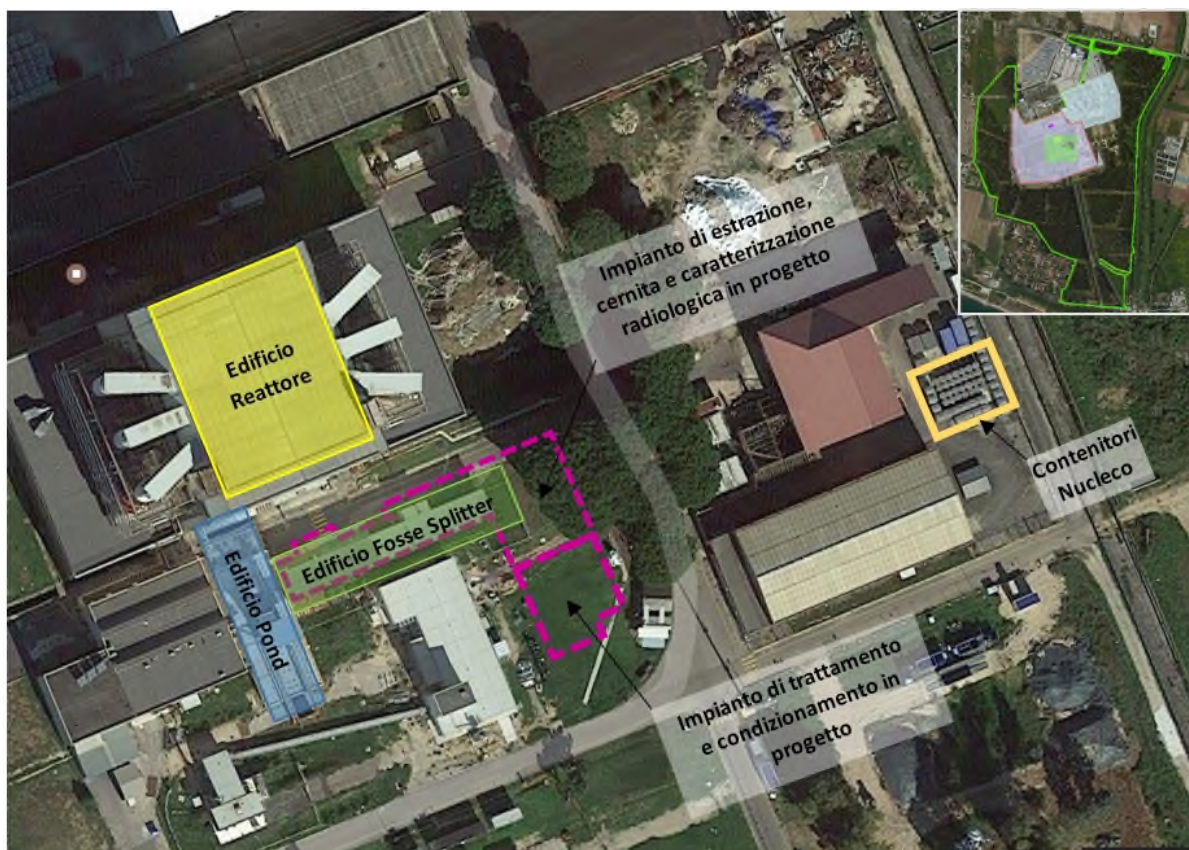 Impianto di estrazione,
cernita e caratterizzazione
radiologica in progetto
Edificio
Reattore
Contenitori
Nucleco
Edificio Fosse Splitter
Edificio Pond
Impianto di trattamento
e condizionamento in
progetto